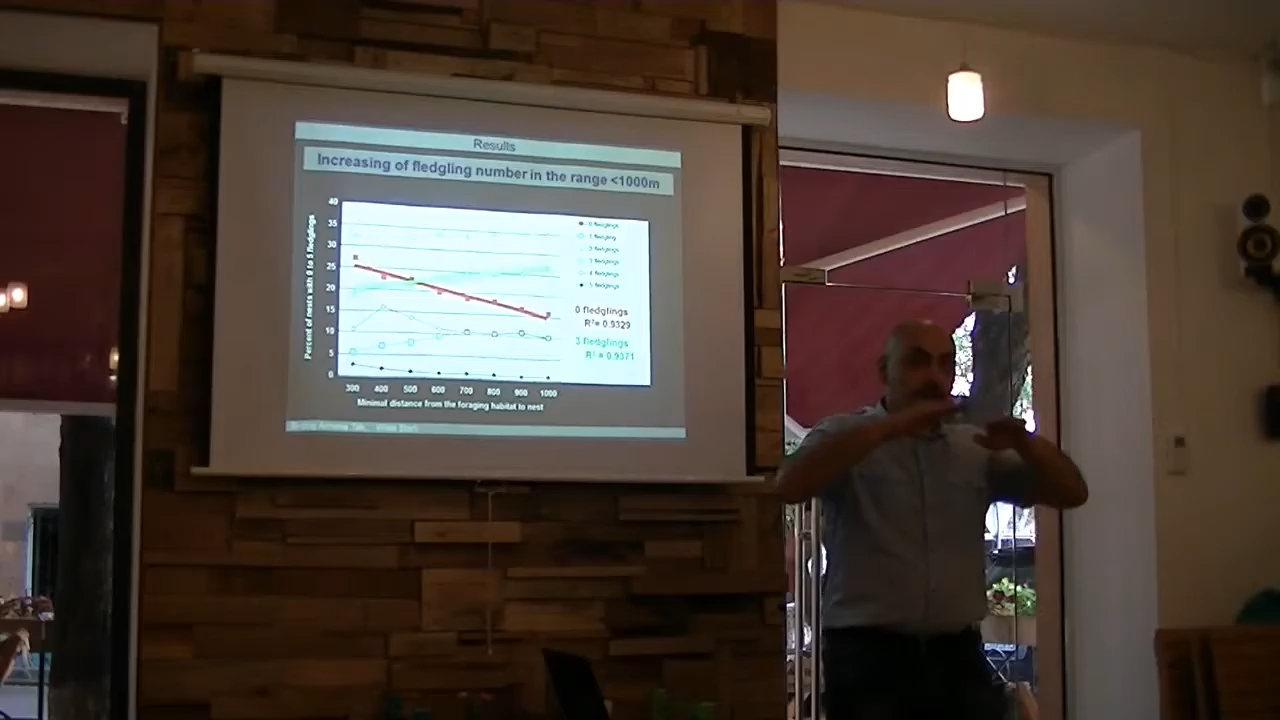 Results
Increasing of fledgling number in the range <1000m
Percent of nests with 0 to 5 fledglings
40
35
30
25
20
15
10
5
0
300 400 500 600 700 800 900 1000
Minimal distance from the foraging habitat to nest
0 fledglings
1 fledgling
2 fledglings
3 fledglings
4 fledglings
5 fledglings
0 fledglings
R²= 0.9329
3 fledglings
R² = 0.9371